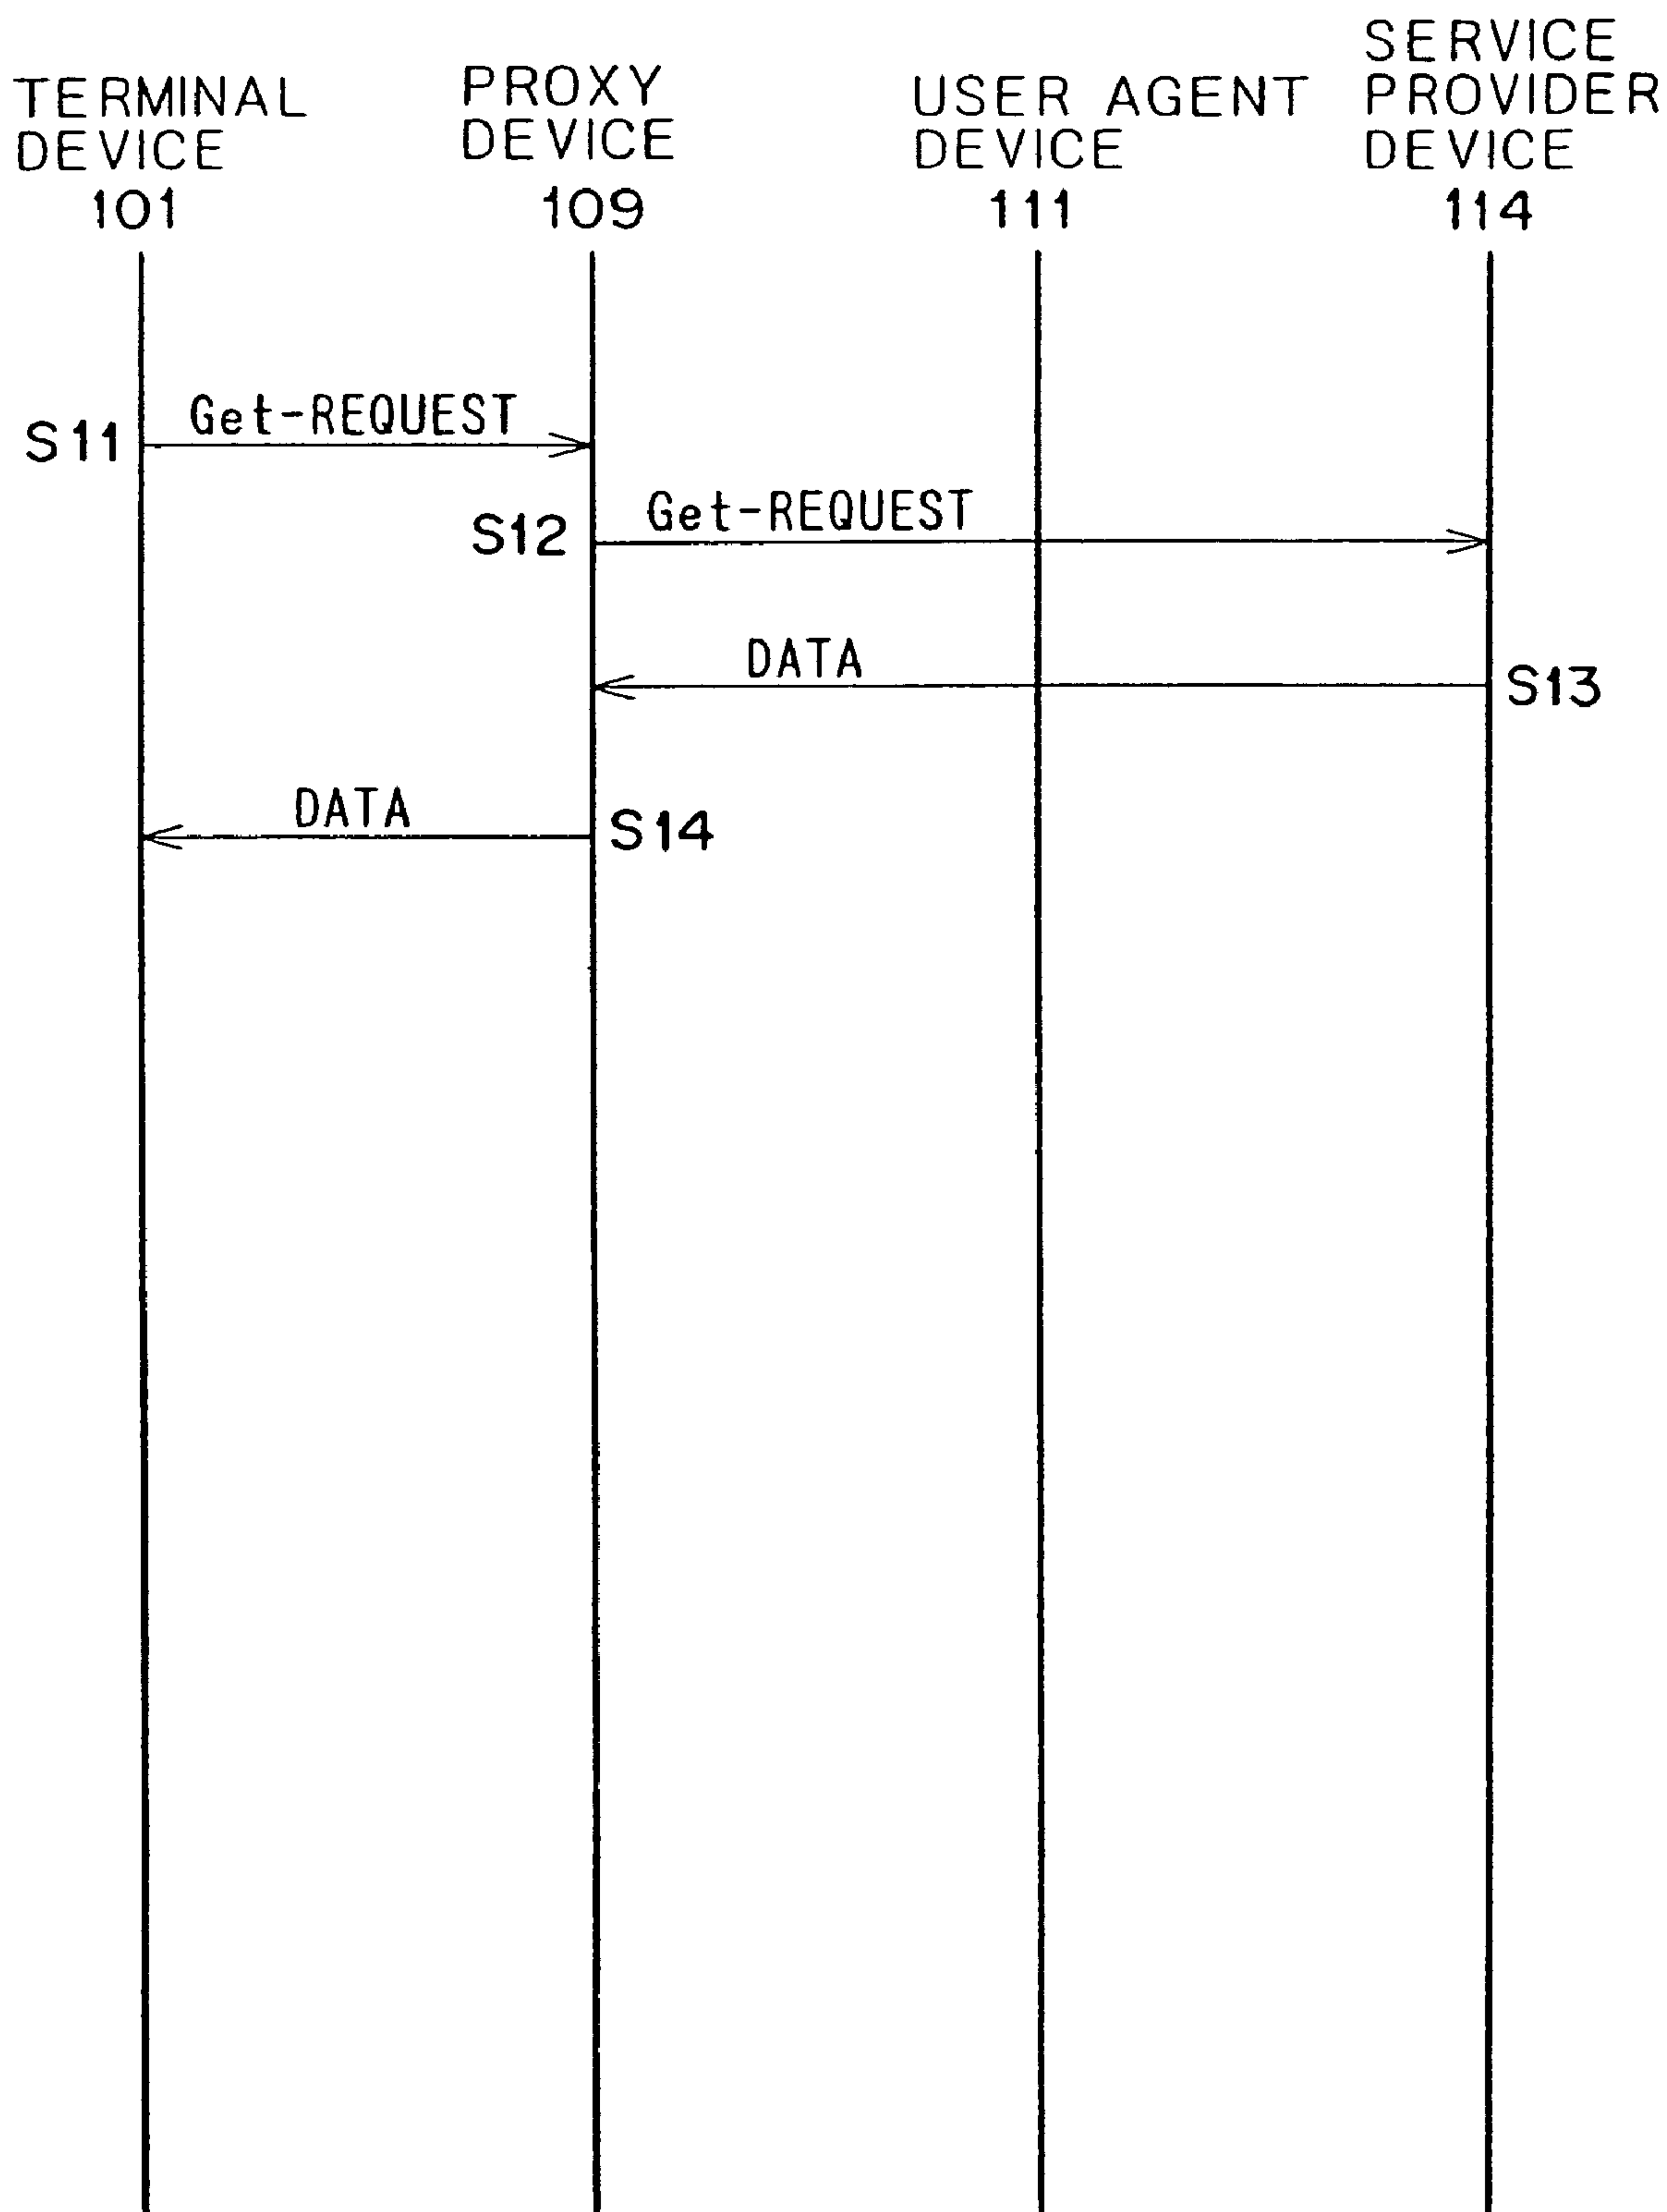 TERMINAL
DEVICE
101
PROXY
DEVICE
109
USER AGENT
DEVICE
111
SERVICE
PROVIDER
DEVICE
114
S11
Get-REQUEST
S12
Get-REQUEST
DATA
S13
DATA
S14